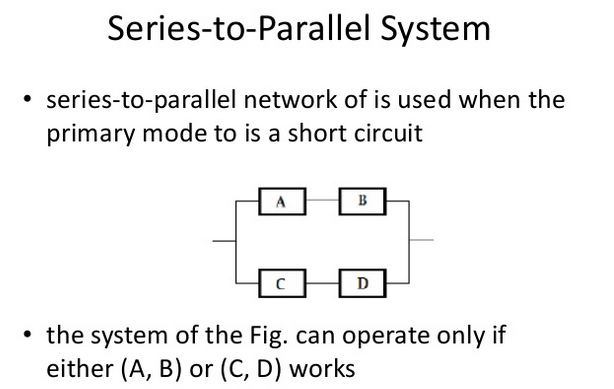 Series-to-Parallel System
• series-to-parallel network of is used when the
primary mode to is a short circuit
A B
C D
• the system of the Fig. can operate only if
either (A, B) or (C, D) works